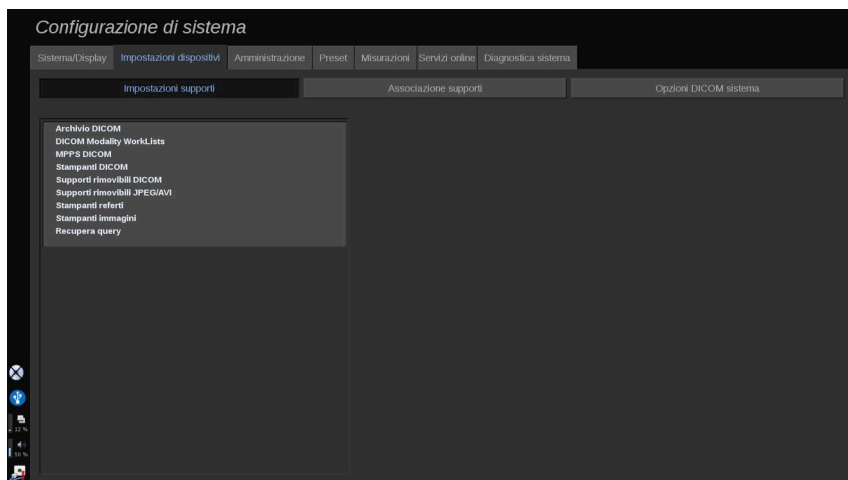 Configurazione di sistema
Sistema/Display Impostazioni dispositivi Amministrazione Preset Misurazioni Servizi online Diagnostica sistema
Impostazioni supporti Associazione supporti Opzioni DICOM sistema
Archivio DICOM
DICOM Modality WorkLists
MPPS DICOM
Stampanti DICOM
Supporti rimovibili DICOM
Supporti rimovibili JPEG/AVI
Stampanti referti
Stampanti immagini
Recupera query
12 %
50 %